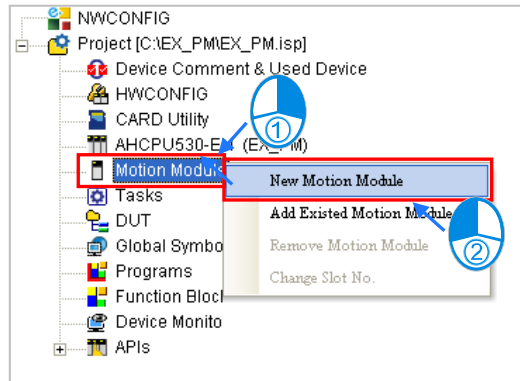 NWCONFIG
Project [C:\EX_PM\EX_PM.isp]
Device Comment & Used Device
HWCONFIG
CARD Utility
1
AHCPU530-E (EX_PM)
Motion Module
New Motion Module
Tasks
Add Existed Motion Module
DUT
2
Global Symbo
Remove Motion Module
Programs
Change Slot No.
Function Block
Device Monito
APIs